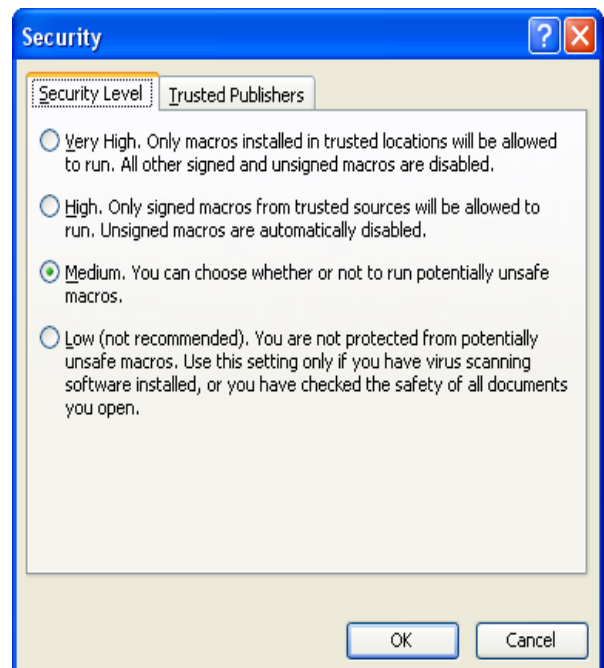 Security
Security Level Trusted Publishers
Very High. Only macros installed in trusted locations will be allowed
to run. All other signed and unsigned macros are disabled.
High. Only signed macros from trusted sources will be allowed to
run. Unsigned macros are automatically disabled.
Medium. You can choose whether or not to run potentially unsafe
macros.
Low (not recommended). You are not protected from potentially
unsafe macros. Use this setting only if you have virus scanning
software installed, or you have checked the safety of all documents
you open.
OK Cancel